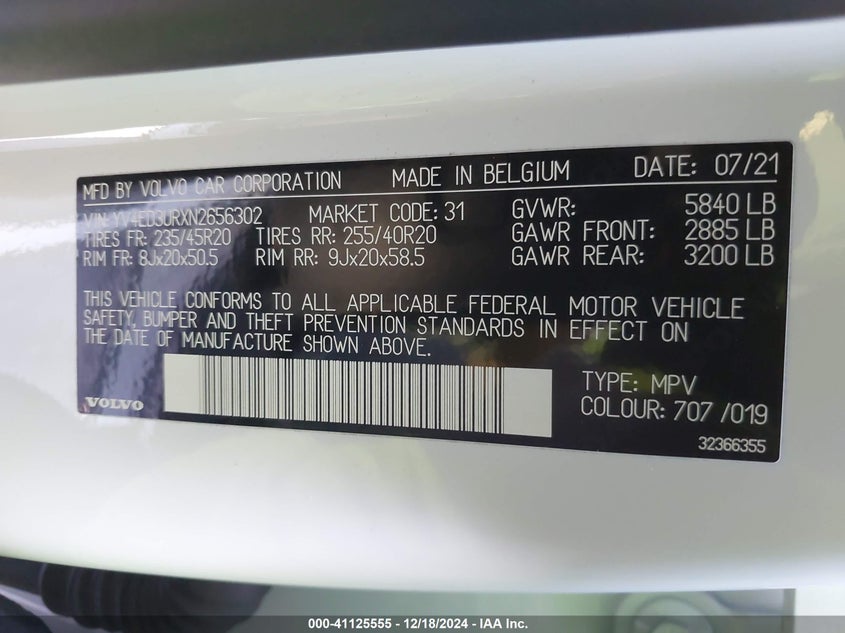 MFD BY VOLVO CAR CORPORATION MADE IN BELGIUM DATE: 07/21
VIN: YV4ED3URXN2656302 MARKET CODE: 31 GVWR: 5840 LB
TIRES FR: 235/45R20 TIRES RR: 255/40R20 GAWR FRONT: 2885 LB
RIM FR: 8Jx20x50.5 RIM RR: 9Jx20x58.5 GAWR REAR: 3200 LB
THIS VEHICLE CONFORMS TO ALL APPLICABLE FEDERAL MOTOR VEHICLE
SAFETY, BUMPER AND THEFT PREVENTION STANDARDS IN EFFECT ON
THE DATE OF MANUFACTURE SHOWN ABOVE.
TYPE: MPV
VOLVO COLOUR: 707 /019
32366355
000-41125555 - 12/18/2024 - IAA Inc.